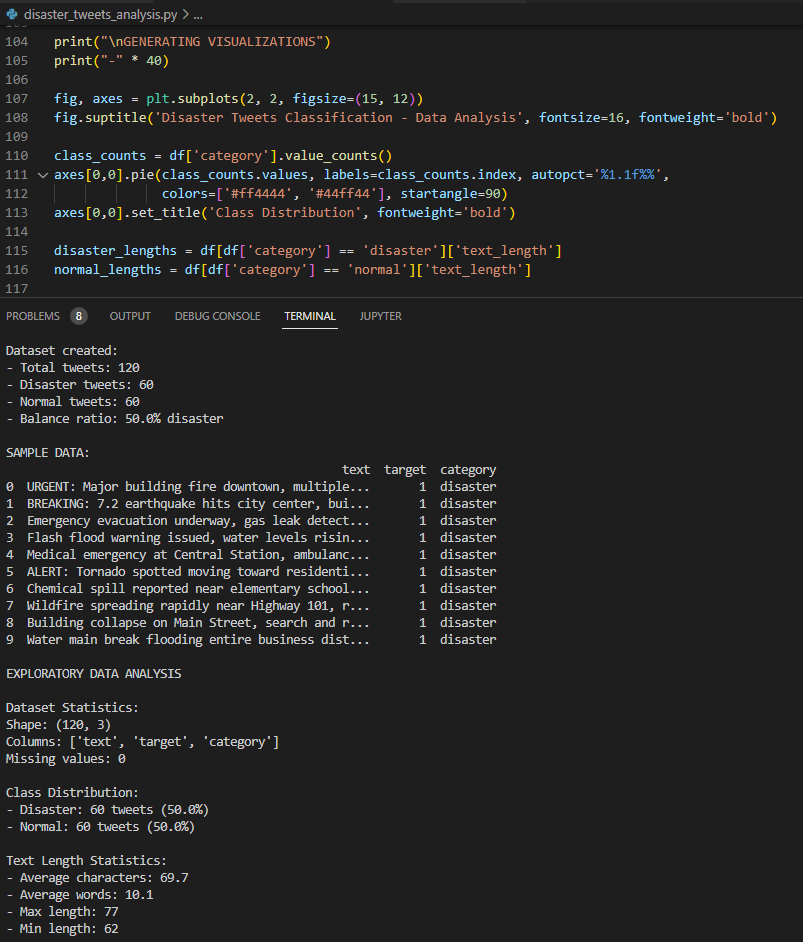 disaster_tweets_analysis.py > ...
104 print("\nGENERATING VISUALIZATIONS")
105 print("-" * 40)
106
107 fig, axes = plt.subplots(2, 2, figsize=(15, 12))
108 fig.suptitle('Disaster Tweets Classification - Data Analysis', fontsize=16, fontweight='bold')
109
110 class_counts = df['category'].value_counts()
111 axes[0,0].pie(class_counts.values, labels=class_counts.index, autopct='%1.1f%%',
112 colors=['#ff4444', '#44ff44'], startangle=90)
113 axes[0,0].set_title('Class Distribution', fontweight='bold')
114
115 disaster_lengths = df[df['category'] == 'disaster']['text_length']
116 normal_lengths = df[df['category'] == 'normal']['text_length']
117
PROBLEMS 8 OUTPUT DEBUG CONSOLE TERMINAL JUPYTER
Dataset created:
- Total tweets: 120
- Disaster tweets: 60
- Normal tweets: 60
- Balance ratio: 50.0% disaster
SAMPLE DATA:
text target category
0 URGENT: Major building fire downtown, multiple... 1 disaster
1 BREAKING: 7.2 earthquake hits city center, bui... 1 disaster
2 Emergency evacuation underway, gas leak detect... 1 disaster
3 Flash flood warning issued, water levels risin... 1 disaster
4 Medical emergency at Central Station, ambulanc... 1 disaster
5 ALERT: Tornado spotted moving toward residenti... 1 disaster
6 Chemical spill reported near elementary school... 1 disaster
7 Wildfire spreading rapidly near Highway 101, r... 1 disaster
8 Building collapse on Main Street, search and r... 1 disaster
9 Water main break flooding entire business dist... 1 disaster
EXPLORATORY DATA ANALYSIS
Dataset Statistics:
Shape: (120, 3)
Columns: ['text', 'target', 'category']
Missing values: 0
Class Distribution:
- Disaster: 60 tweets (50.0%)
- Normal: 60 tweets (50.0%)
Text Length Statistics:
- Average characters: 69.7
- Average words: 10.1
- Max length: 77
- Min length: 62